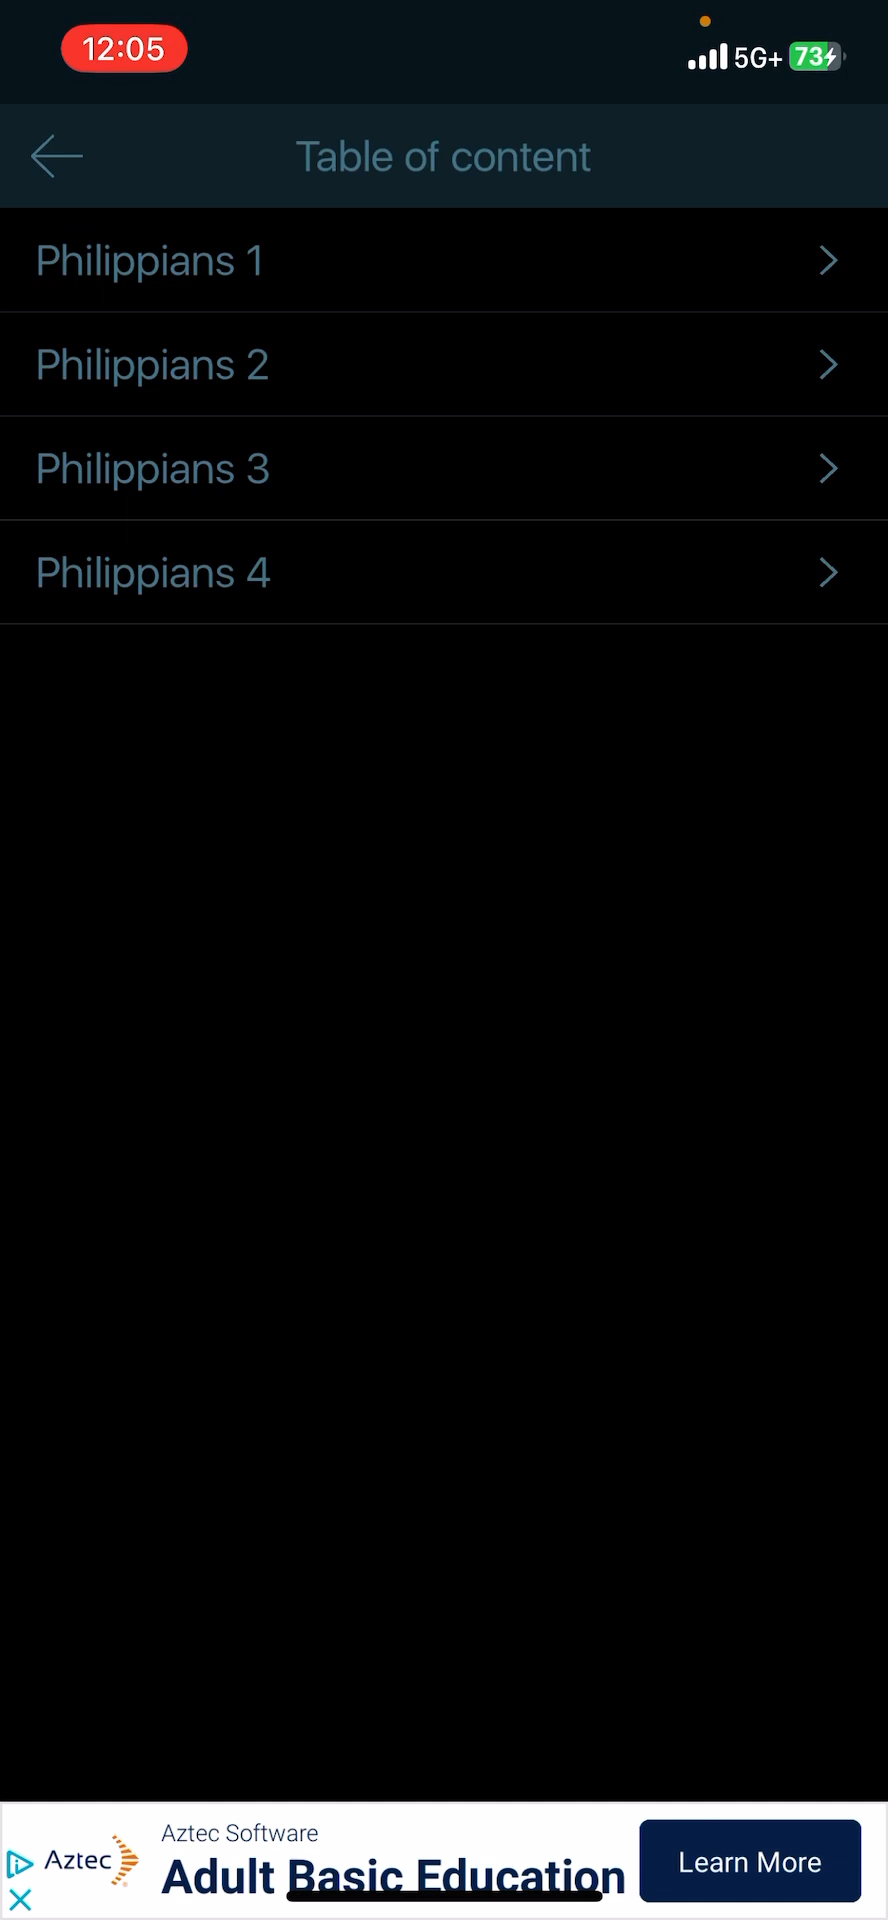 12:05
5G+ 73
Table of content
Philippians 1
Philippians 2
Philippians 3
Philippians 4
Aztec
Aztec Software
Adult Basic Education
Learn More